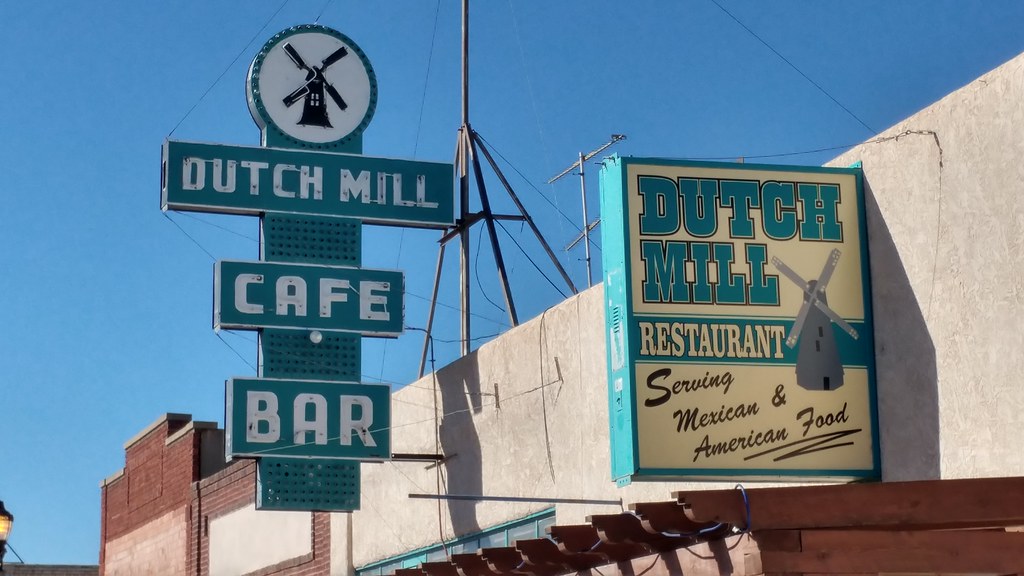 DUTCH MILL
CAFE
BAR
DUTCH
MILL
RESTAURANT
Serving
Mexican &
American Food